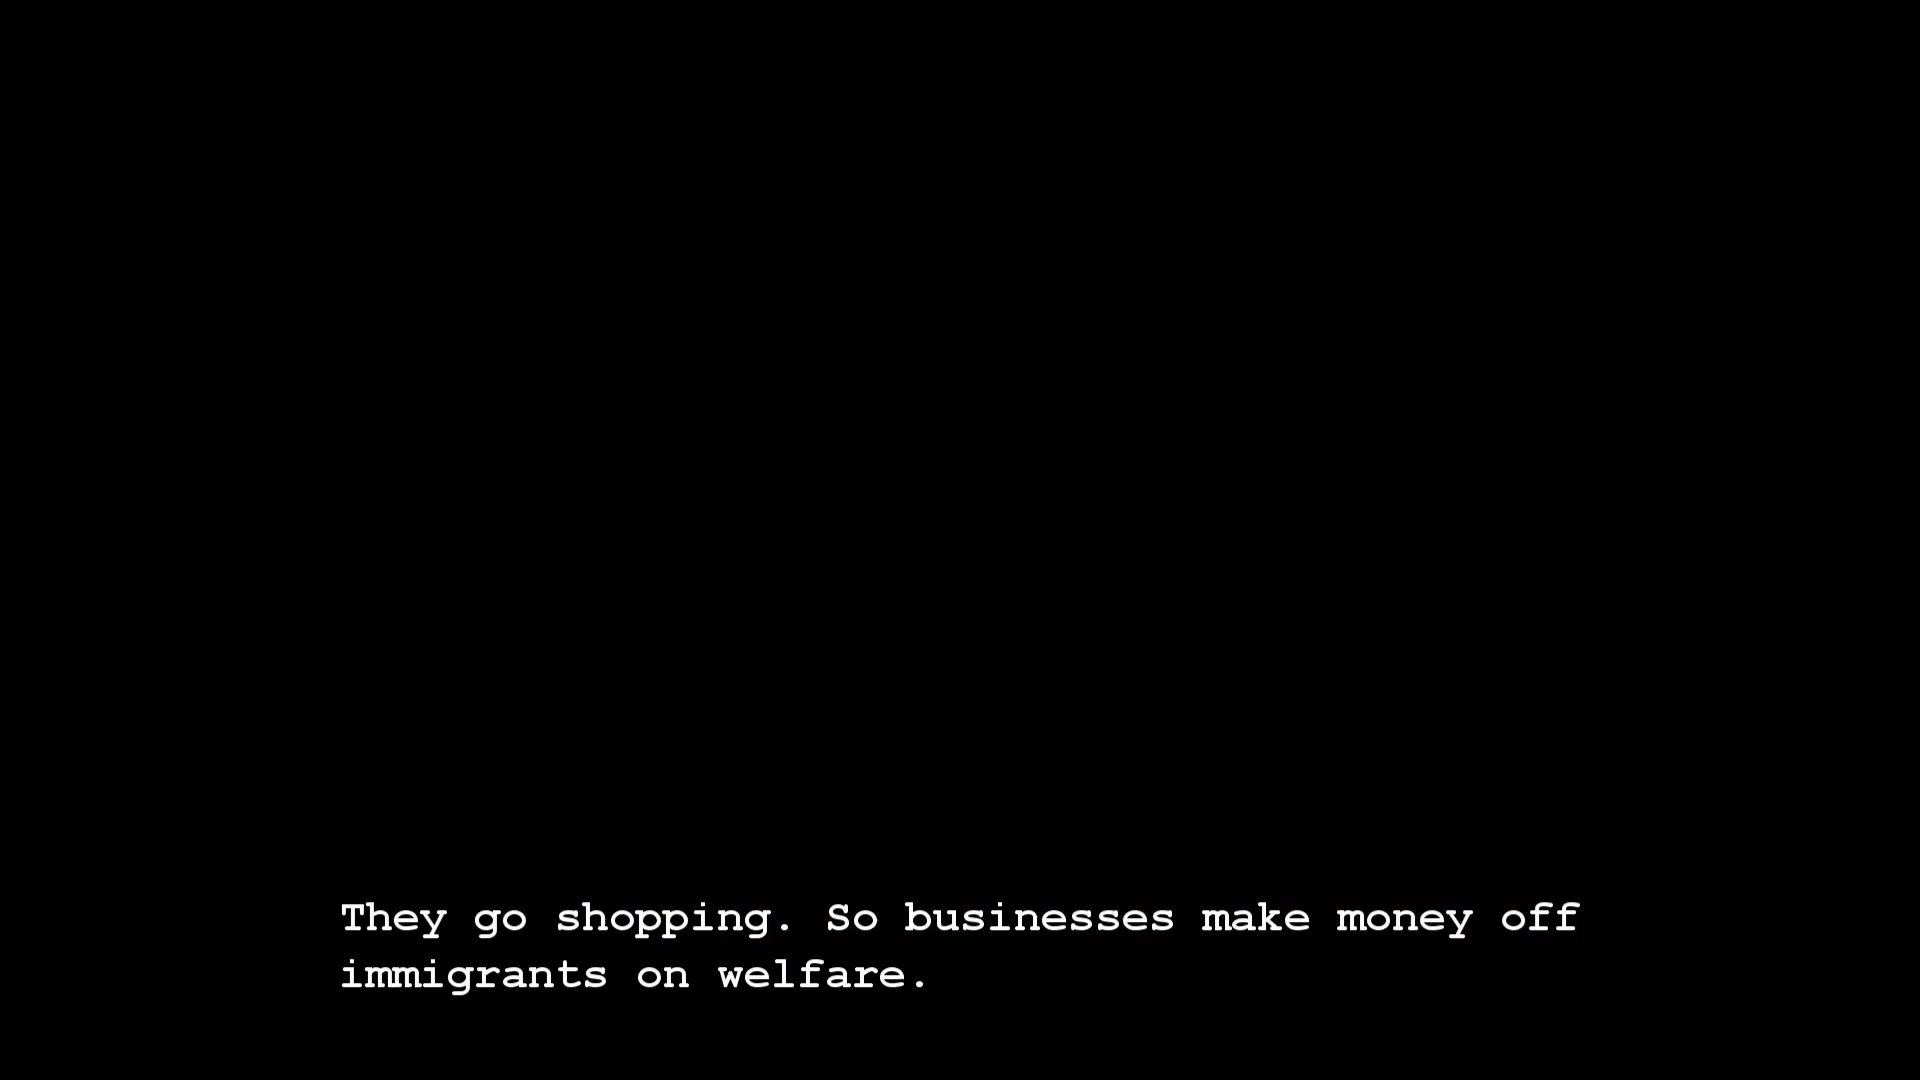 They go shopping. So businesses make money off
immigrants on welfare.